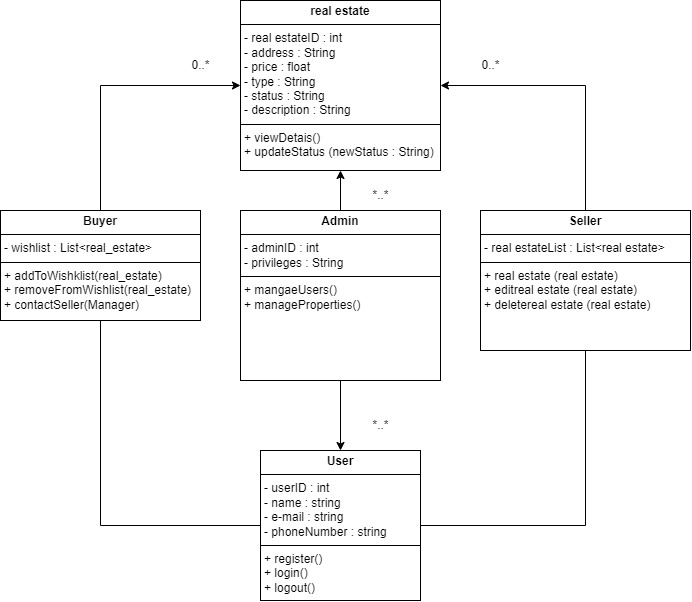 real estate
- real estateID : int
- address : String
- price : float
- type : String
- status : String
- description : String
+ viewDetais()
+ updateStatus (newStatus : String)
0..*
0..*
*..*
Buyer
- wishlist : List<real_estate>
+ addToWishklist(real_estate)
+ removeFromWishlist(real_estate)
+ contactSeller(Manager)
Admin
- adminID : int
- privileges : String
+ mangaeUsers()
+ manageProperties()
Seller
- real estateList : List<real estate>
+ real estate (real estate)
+ editreal estate (real estate)
+ deletereal estate (real estate)
*..*
User
- userID : int
- name : string
- e-mail : string
- phoneNumber : string
+ register()
+ login()
+ logout()